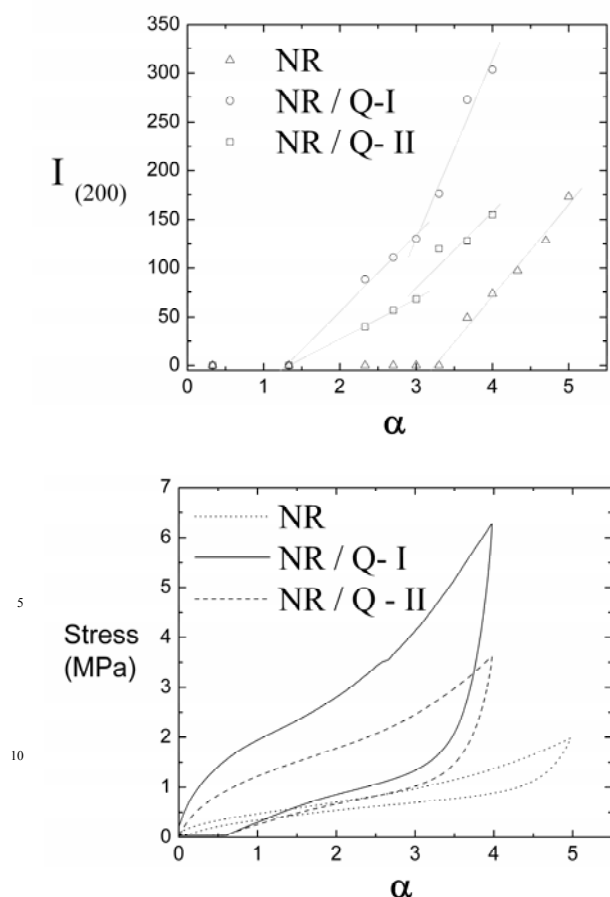 350
300
250
200
150
100
50
0
I (200)
NR
NR / Q-I
NR / Q- II
0 1 2 3 4 5
α
7
6
5
4
3
2
1
0
5
10
Stress
(MPa)
NR
NR / Q- I
NR / Q - II
0 1 2 3 4 5
α